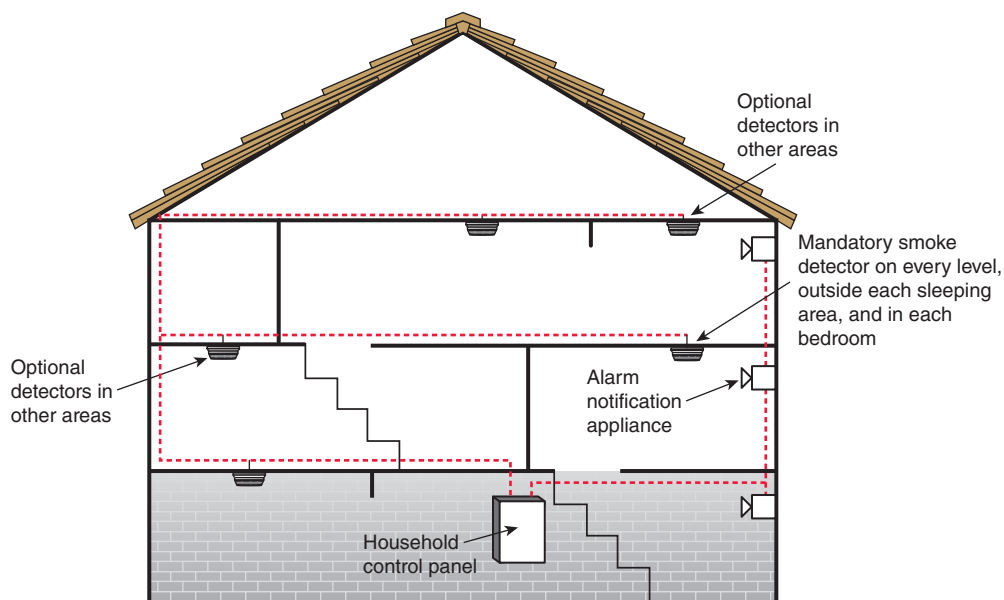 Optional
detectors in
other areas
Mandatory smoke
detector on every level,
outside each sleeping
area, and in each
bedroom
Optional
detectors in
other areas
Alarm
notification
appliance
Household
control panel